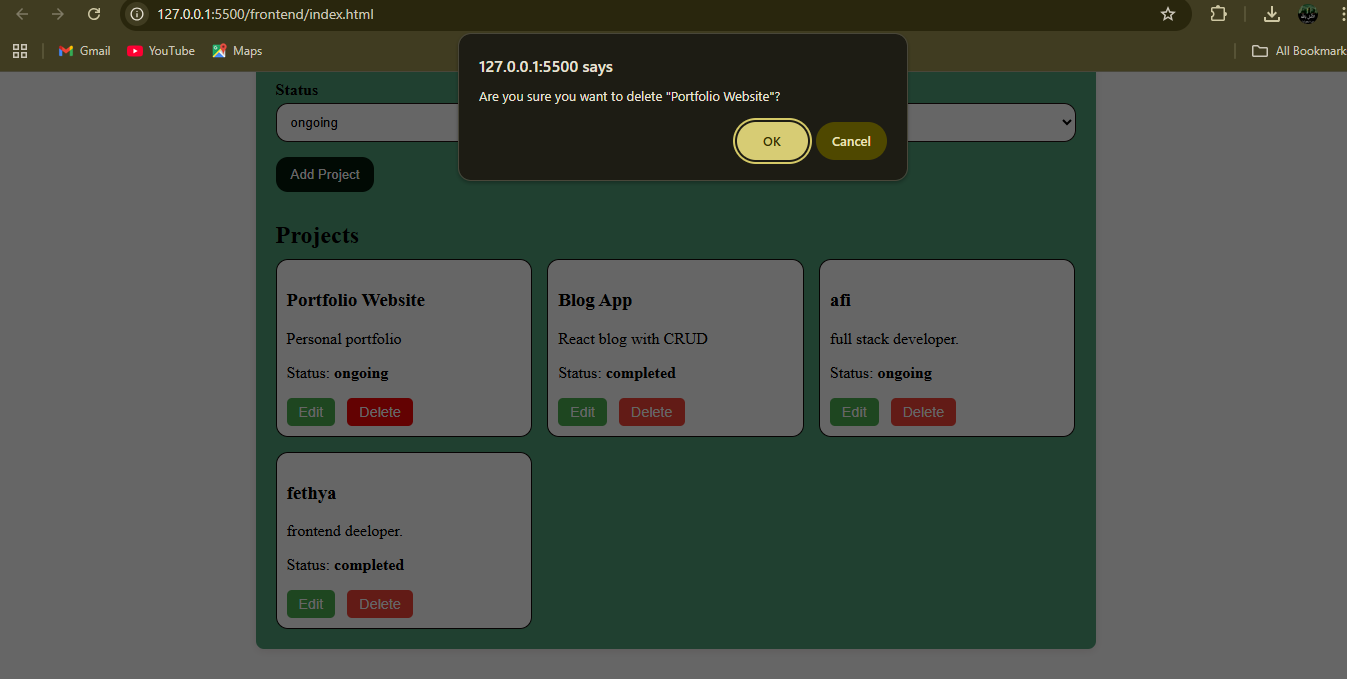 127.0.0.1:5500/frontend/index.html
Gmail YouTube Maps All Bookmark
127.0.0.1:5500 says
Are you sure you want to delete "Portfolio Website"?
OK Cancel
Status
ongoing
Add Project
Projects
Portfolio Website
Personal portfolio
Status: ongoing
Edit Delete
Blog App
React blog with CRUD
Status: completed
Edit Delete
afi
full stack developer.
Status: ongoing
Edit Delete
fethya
frontend deeloper.
Status: completed
Edit Delete